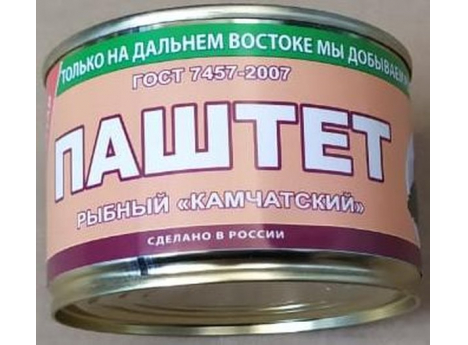 ТОЛЬКО НА ДАЛЬНЕМ ВОСТОКЕ МЫ ДОБЫВАЕМ
ГОСТ 7457-2007
ПАШТЕТ
РЫБНЫЙ «КАМЧАТСКИЙ»
СДЕЛАНО В РОССИИ